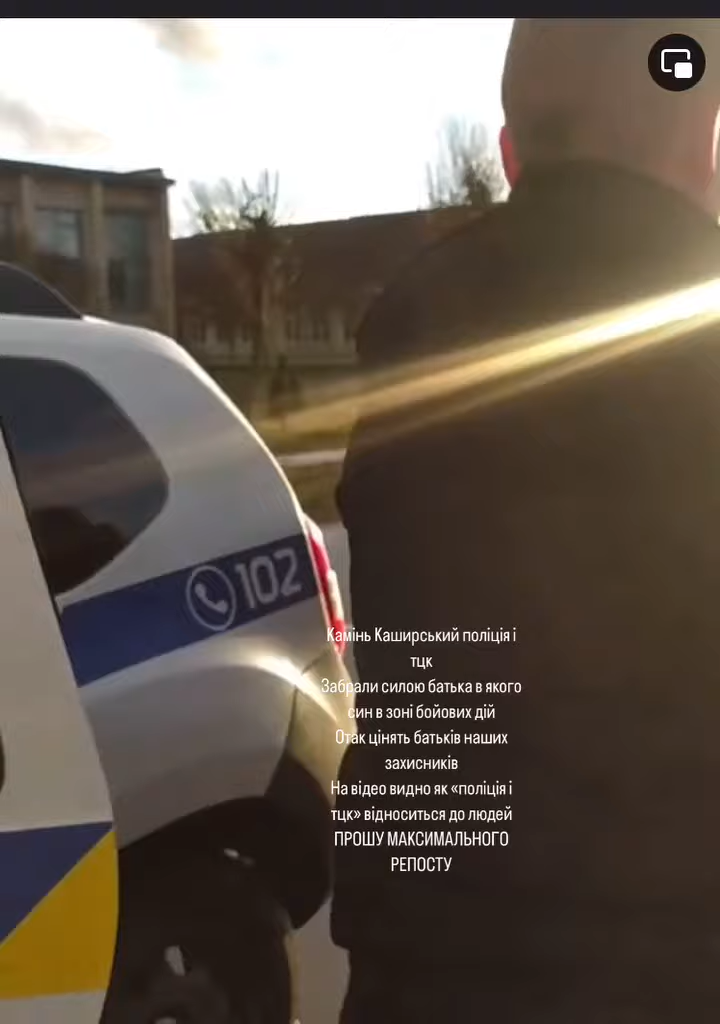 102
Камінь Каширський поліція і
тцк
Забрали силою батька в якого
син в зоні бойових дій
Отак цінять батьків наших
захисників
На відео видно як «поліція і
тцк» відноситься до людей
ПРОШУ МАКСИМАЛЬНОГО
РЕПОСТУ